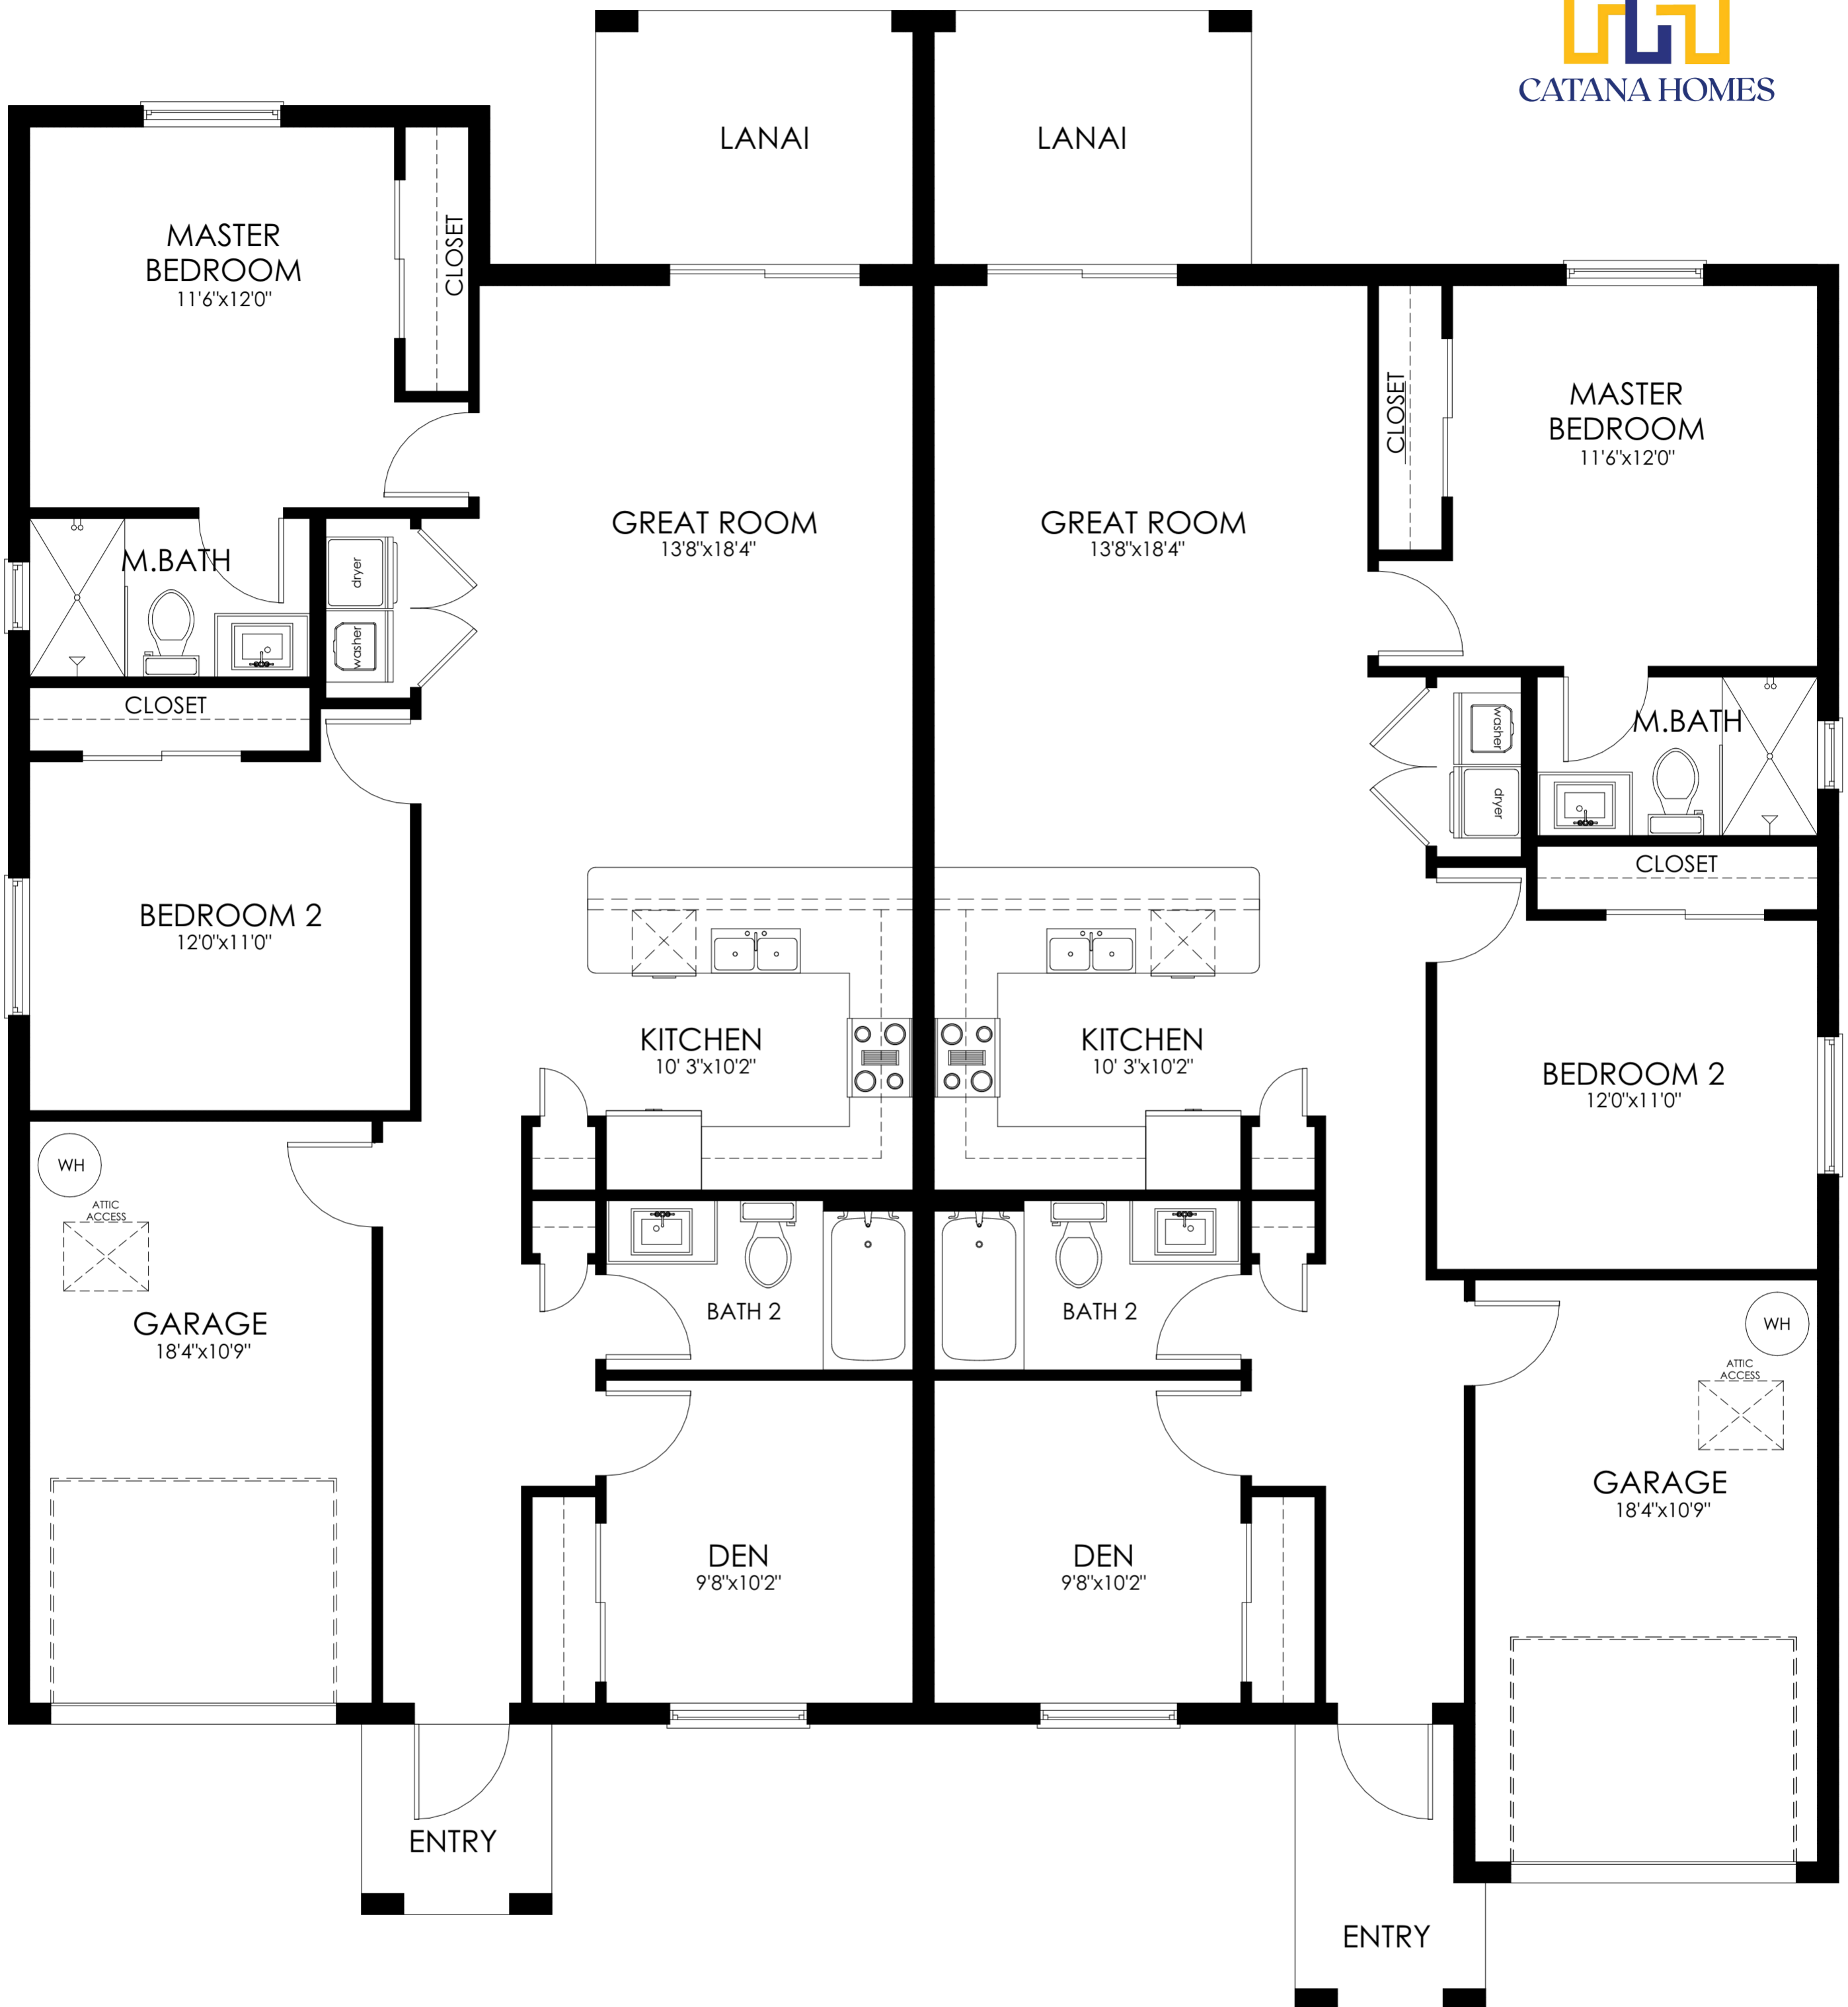 CATANA HOMES
LANAI
LANAI
MASTER
BEDROOM
11'6"x12'0"
CLOSET
MASTER
BEDROOM
11'6"x12'0"
CLOSET
GREAT ROOM
13'8"x18'4"
GREAT ROOM
13'8"x18'4"
M.BATH
dryer
washer
CLOSET
M.BATH
washer
dryer
CLOSET
BEDROOM 2
12'0"x11'0"
KITCHEN
10' 3"x10'2"
KITCHEN
10' 3"x10'2"
BEDROOM 2
12'0"x11'0"
WH
ATTIC
ACCESS
GARAGE
18'4"x10'9"
BATH 2
BATH 2
WH
ATTIC
ACCESS
GARAGE
18'4"x10'9"
DEN
9'8"x10'2"
DEN
9'8"x10'2"
ENTRY
ENTRY